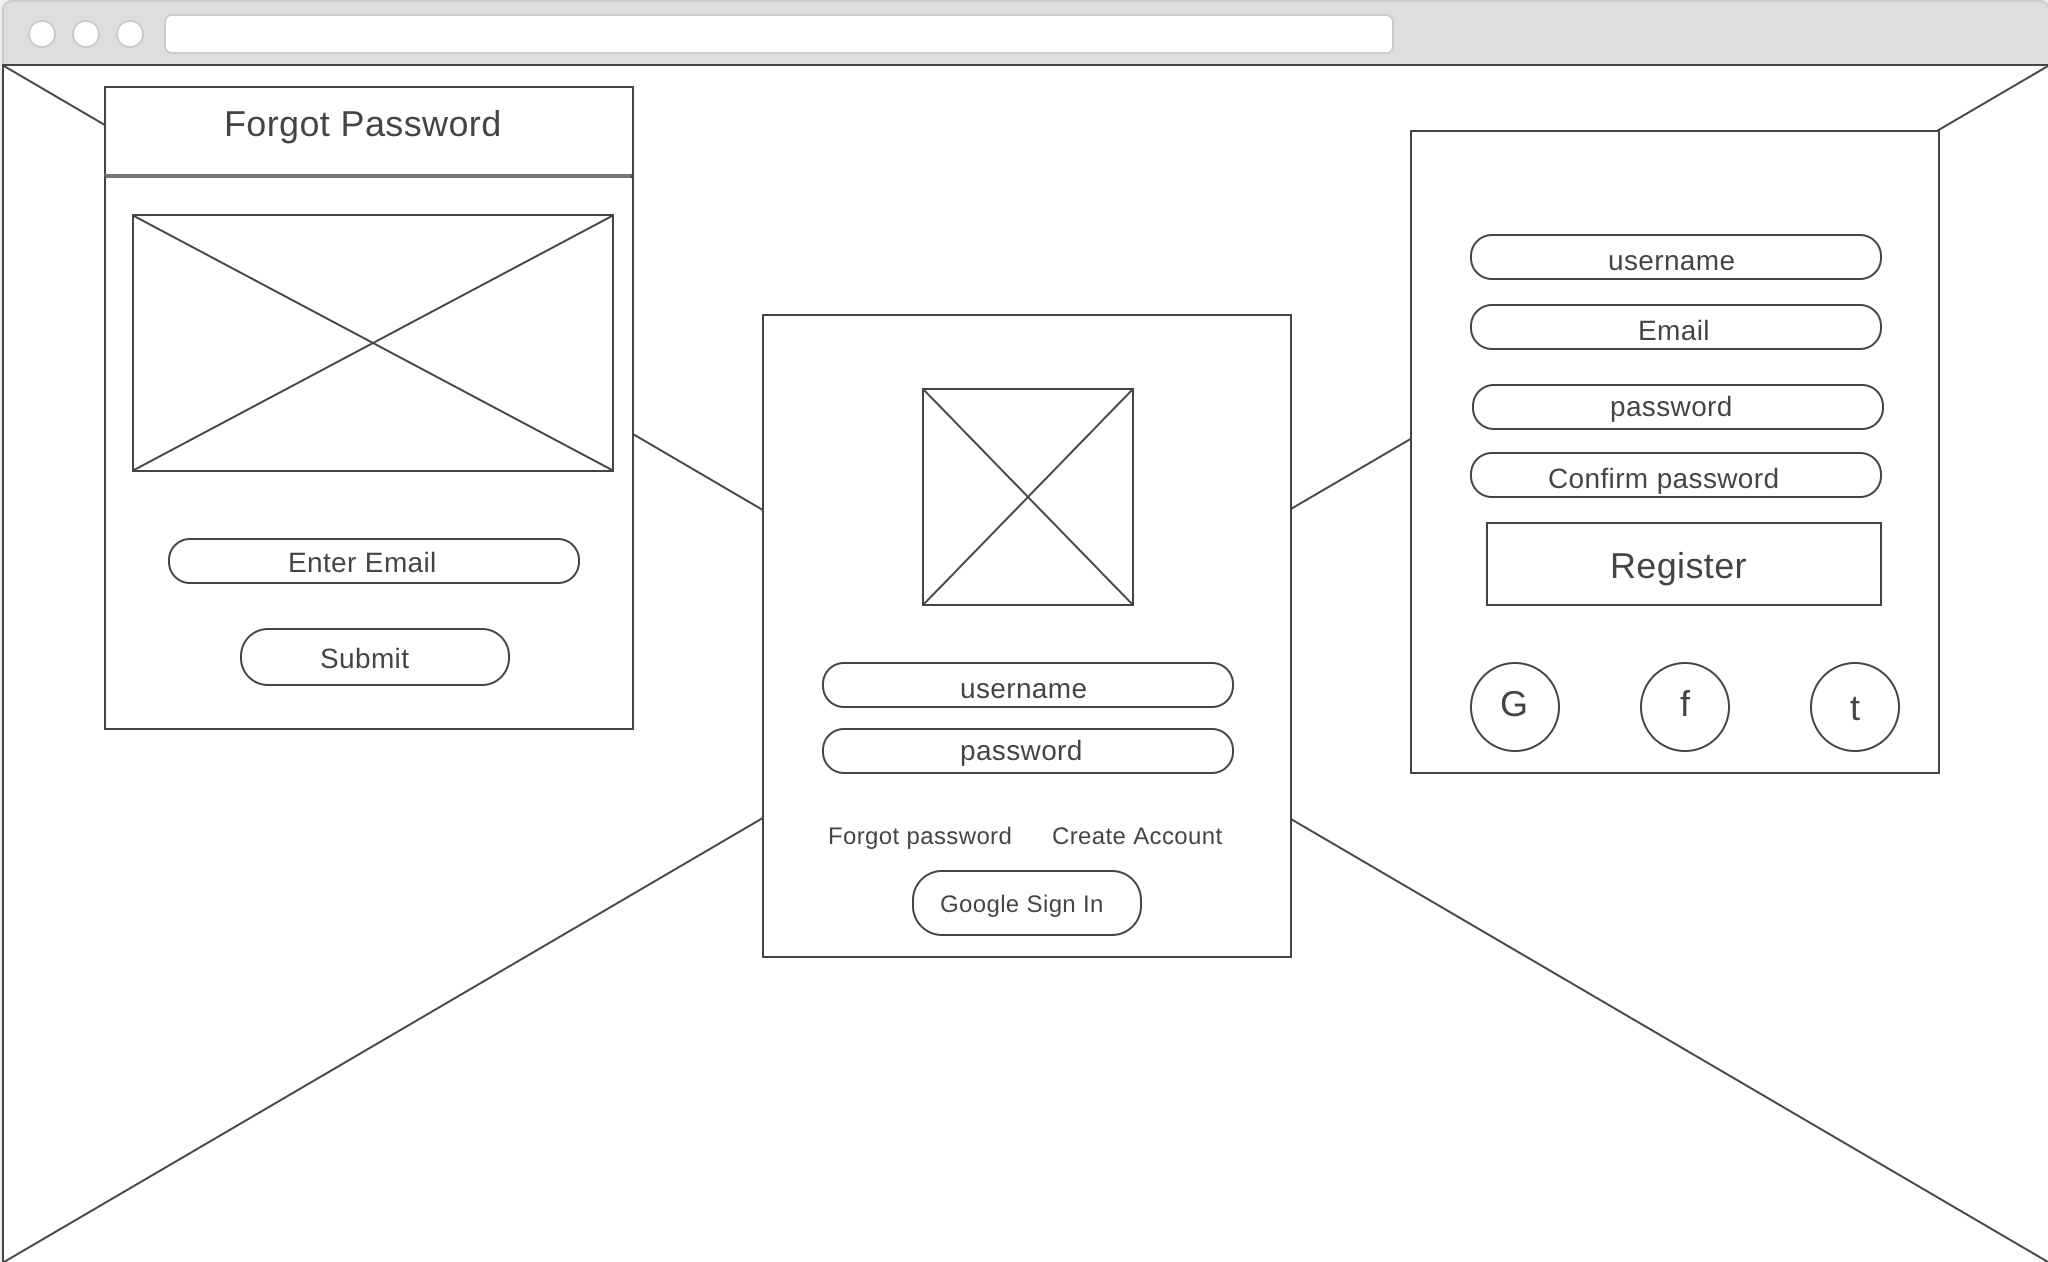 Forgot Password
Enter Email
Submit
username
password
Forgot password
Create Account
Google Sign In
username
Email
password
Confirm password
Register
G
f
t